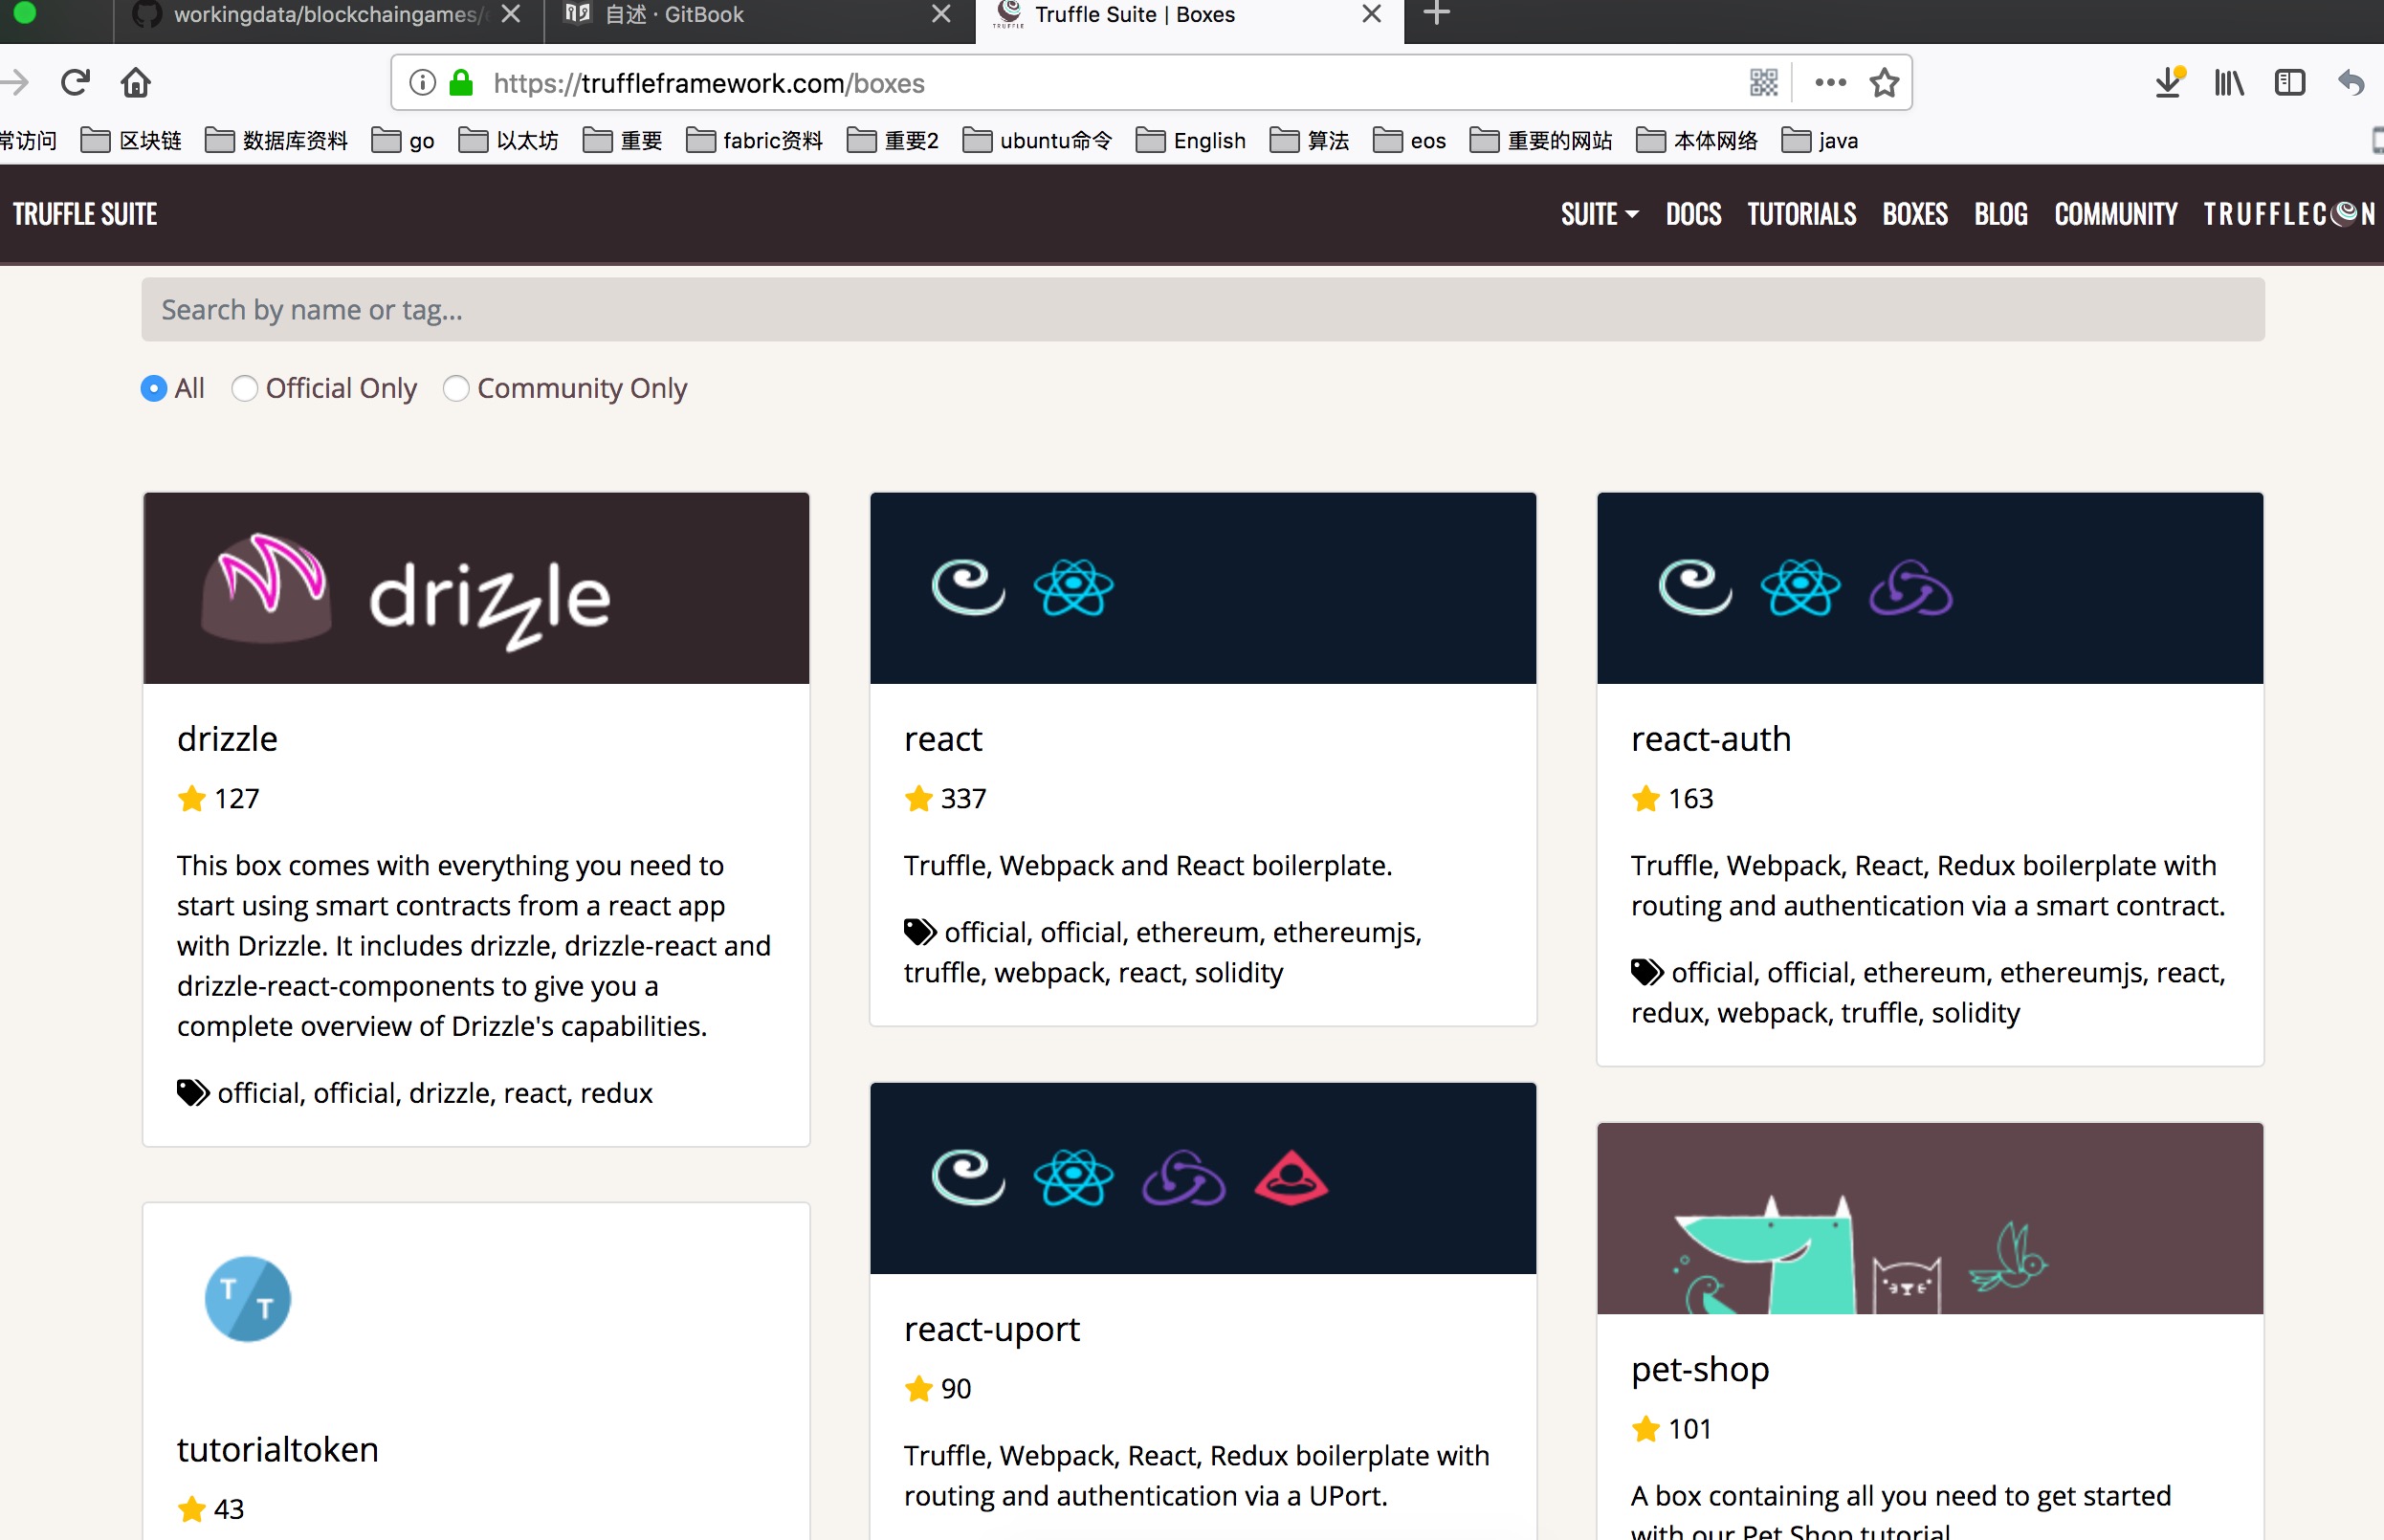 workingdata/blockchaingames/
自述 · GitBook
Truffle Suite | Boxes
https://truffleframework.com/boxes
常访问 区块链 数据库资料 go 以太坊 重要 fabric资料 重要2 ubuntu命令 English 算法 eos 重要的网站 本体网络 java
TRUFFLE SUITE
SUITE DOCS TUTORIALS BOXES BLOG COMMUNITY TRUFFLECON
Search by name or tag...
All Official Only Community Only
drizzle
drizzle
127
This box comes with everything you need to
start using smart contracts from a react app
with Drizzle. It includes drizzle, drizzle-react and
drizzle-react-components to give you a
complete overview of Drizzle's capabilities.
official, official, drizzle, react, redux
react
337
Truffle, Webpack and React boilerplate.
official, official, ethereum, ethereumjs,
truffle, webpack, react, solidity
react-auth
163
Truffle, Webpack, React, Redux boilerplate with
routing and authentication via a smart contract.
official, official, ethereum, ethereumjs, react,
redux, webpack, truffle, solidity
T T
tutorialtoken
43
react-uport
90
Truffle, Webpack, React, Redux boilerplate with
routing and authentication via a UPort.
pet-shop
101
A box containing all you need to get started
with our Pet Shop tutorial